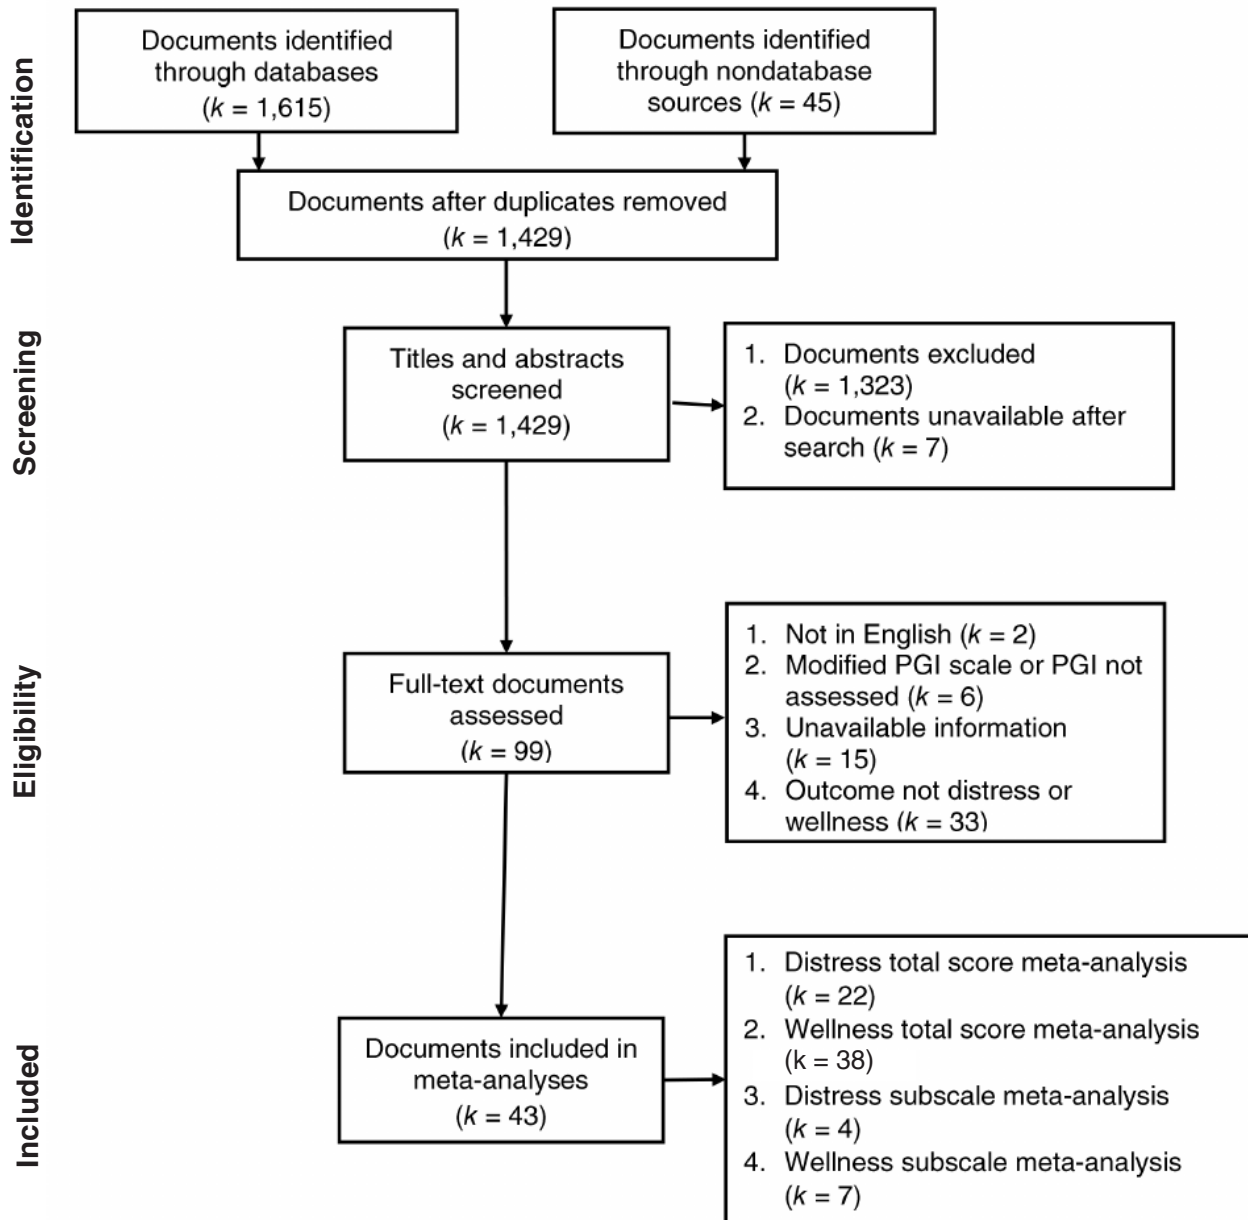 Identification
Documents identified
through databases
(k = 1,615)
Documents identified
through nondatabase
sources (k = 45)
Documents after duplicates removed
(k = 1,429)
Screening
Titles and abstracts
screened
(k = 1,429)
1. Documents excluded
(k = 1,323)
2. Documents unavailable after
search (k = 7)
Eligibility
Full-text documents
assessed
(k = 99)
1. Not in English (k = 2)
2. Modified PGI scale or PGI not
assessed (k = 6)
3. Unavailable information
(k = 15)
4. Outcome not distress or
wellness (k = 33)
Included
Documents included in
meta-analyses
(k = 43)
1. Distress total score meta-analysis
(k = 22)
2. Wellness total score meta-analysis
(k = 38)
3. Distress subscale meta-analysis
(k = 4)
4. Wellness subscale meta-analysis
(k = 7)